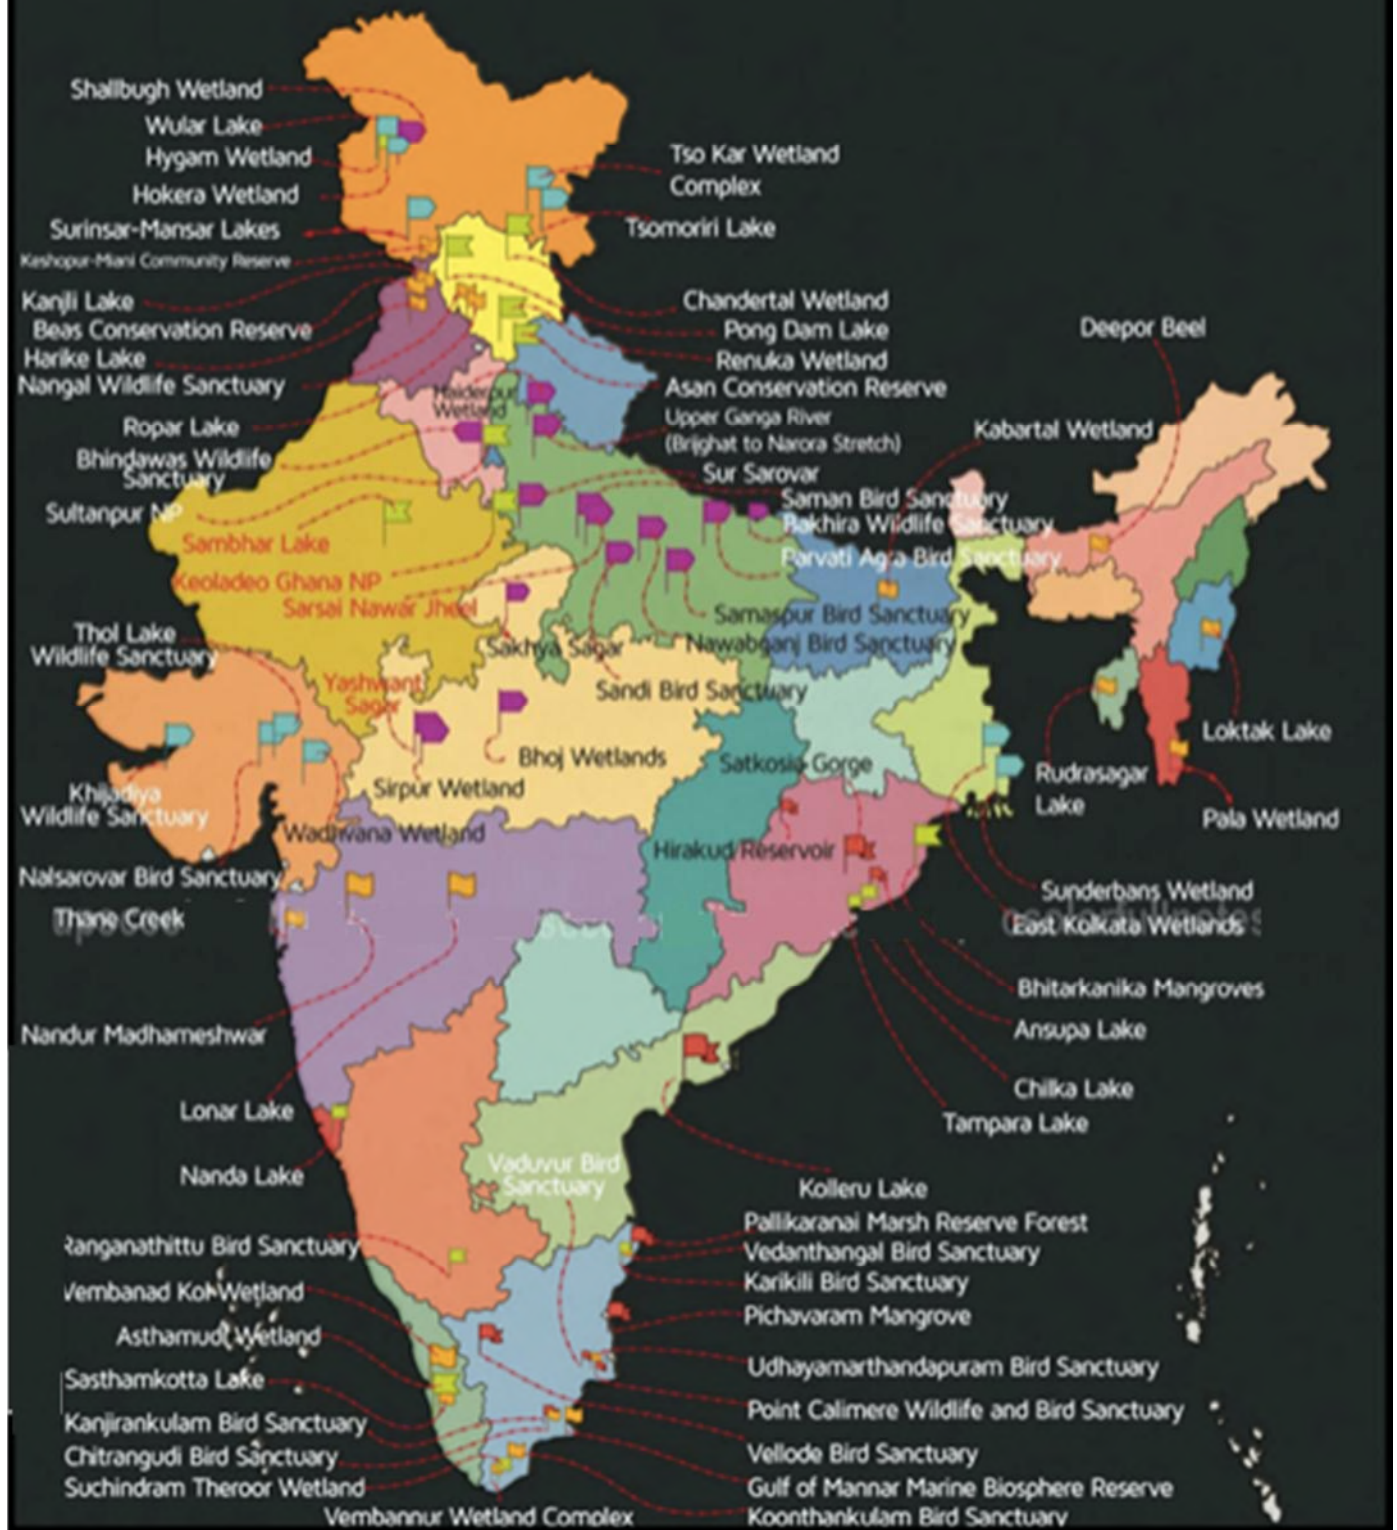 Shallbugh Wetland
Wular Lake
Hygam Wetland
Hokera Wetland
Surinsar-Mansar Lakes
Keshopur-Miani Community Reserve
Kanjli Lake
Beas Conservation Reserve
Harike Lake
Nangal Wildlife Sanctuary
Ropar Lake
Bhindawas Wildlife
Sanctuary
Sultanpur NP
Tso Kar Wetland
Complex
Tsomoriri Lake
Chandertal Wetland
Pong Dam Lake
Renuka Wetland
Asan Conservation Reserve
Upper Ganga River
(Brijghat to Narora Stretch)
Sur Sarovar
Saman Bird Sanctuary
Bakhira Wildlife Sanctuary
Parvati Agra Bird Sanctuary
Haiderpur
Wetland
Deepor Beel
Kabartal Wetland
Sambhar Lake
Keoladeo Ghana NP
Sarsai Nawar Jheel
Samaspur Bird Sanctuary
Nawabganj Bird Sanctuary
Sakhya Sagar
Sandi Bird Sanctuary
Thol Lake
Wildlife Sanctuary
Yashwant
Sagar
Bhoj Wetlands
Sirpur Wetland
Satkosia Gorge
Khijadiya
Wildlife Sanctuary
Wadhvana Wetland
Hirakud Reservoir
Nalsarovar Bird Sanctuary
Thane Creek
Nandur Madhameshwar
Lonar Lake
Nanda Lake
Loktak Lake
Rudrasagar
Lake
Pala Wetland
Sunderbans Wetland
East Kolkata Wetlands
Bhitarkanika Mangroves
Ansupa Lake
Chilka Lake
Tampara Lake
Kolleru Lake
Vaduvur Bird
Sanctuary
Ranganathittu Bird Sanctuary
Vembanad Kol Wetland
Asthamudi Wetland
Sasthamkotta Lake
Kanjirankulam Bird Sanctuary
Chitrangudi Bird Sanctuary
Suchindram Theroor Wetland
Vembannur Wetland Complex
Pallikaranai Marsh Reserve Forest
Vedanthangal Bird Sanctuary
Karikili Bird Sanctuary
Pichavaram Mangrove
Udhayamarthandapuram Bird Sanctuary
Point Calimere Wildlife and Bird Sanctuary
Vellode Bird Sanctuary
Gulf of Mannar Marine Biosphere Reserve
Koonthankulam Bird Sanctuary